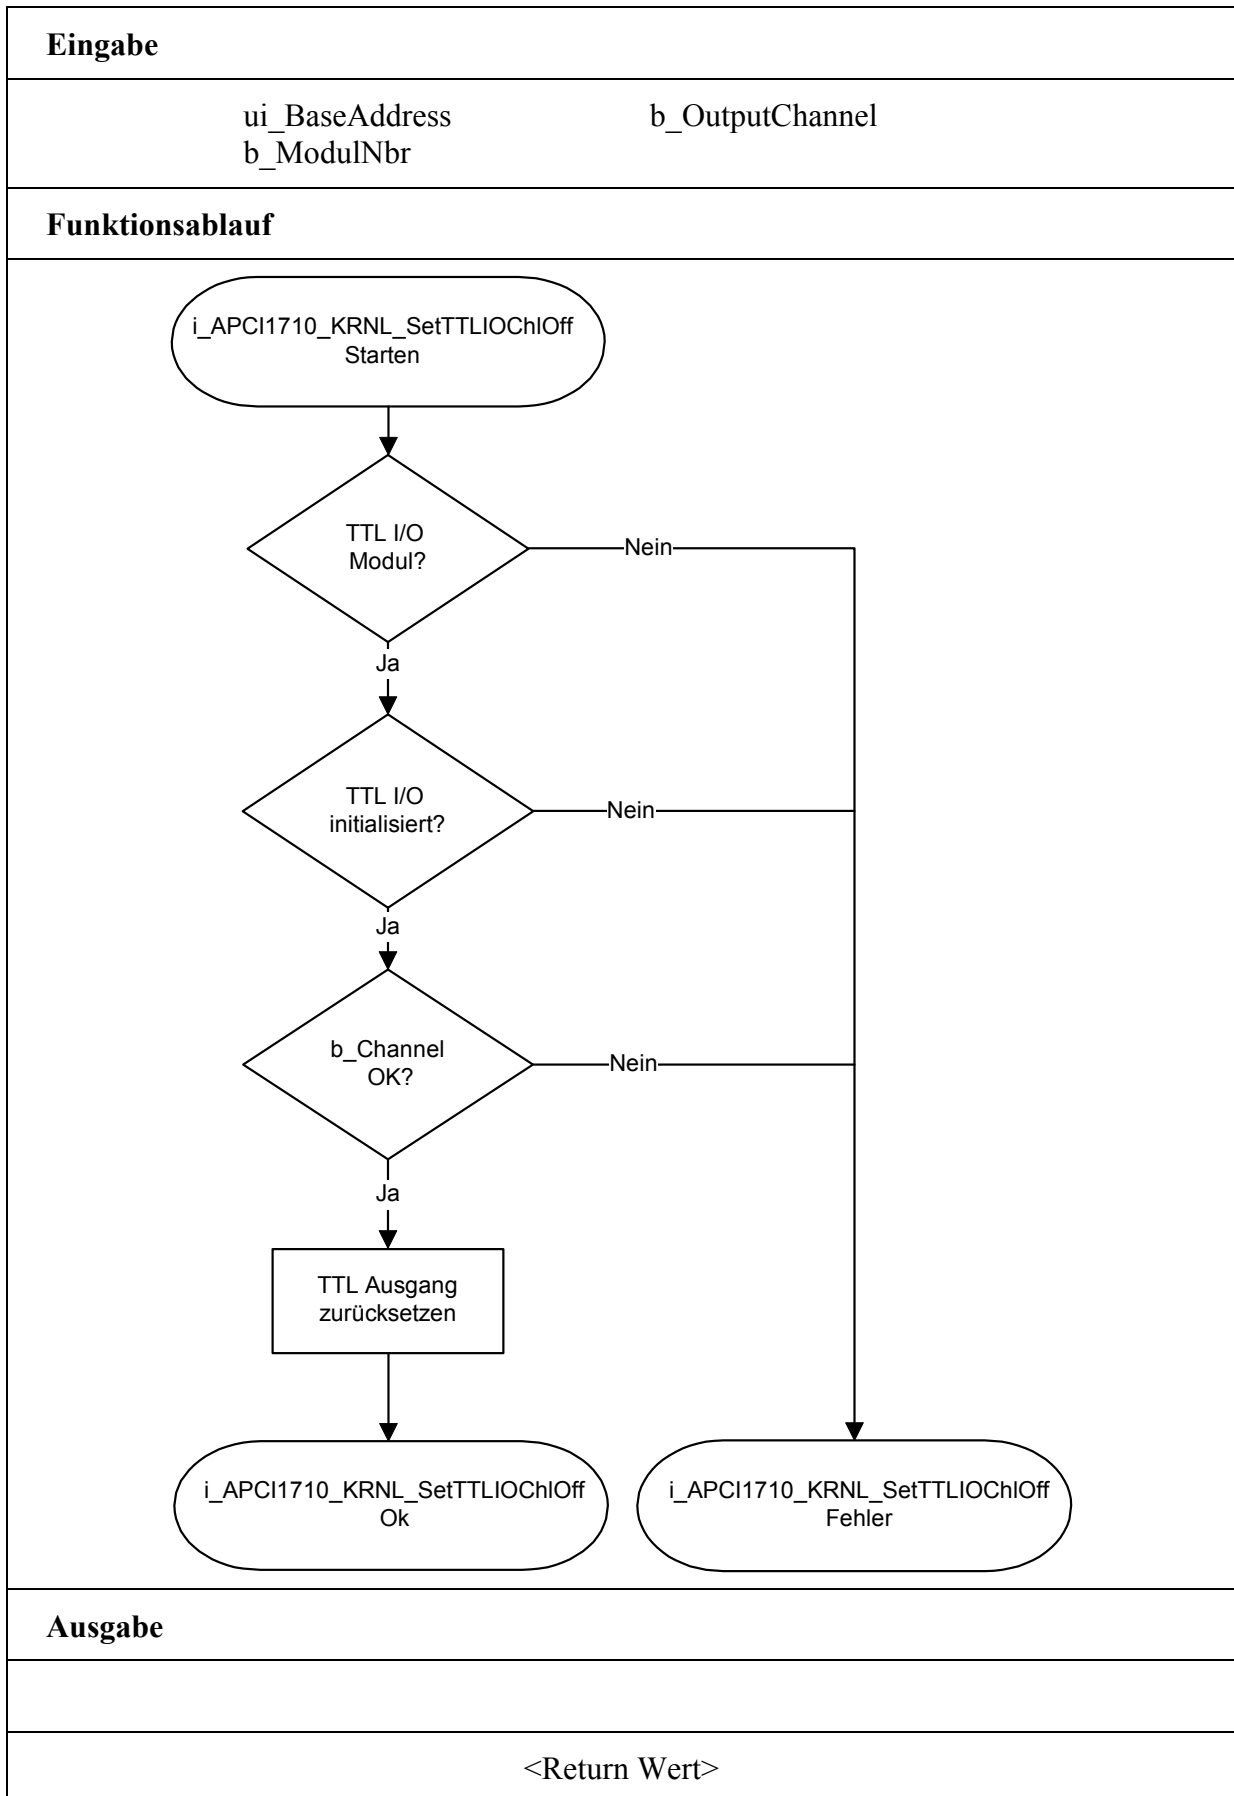 Eingabe
ui_BaseAddress b_OutputChannel
b_ModulNbr
Funktionsablauf
i_APCI1710_KRNL_SetTTLIOChlOff
Starten
TTL I/O
Modul?
Nein
Ja
TTL I/O
initialisiert?
Nein
Ja
b_Channel
OK?
Nein
Ja
TTL Ausgang
zurücksetzen
i_APCI1710_KRNL_SetTTLIOChlOff
Ok
i_APCI1710_KRNL_SetTTLIOChlOff
Fehler
Ausgabe
<Return Wert>